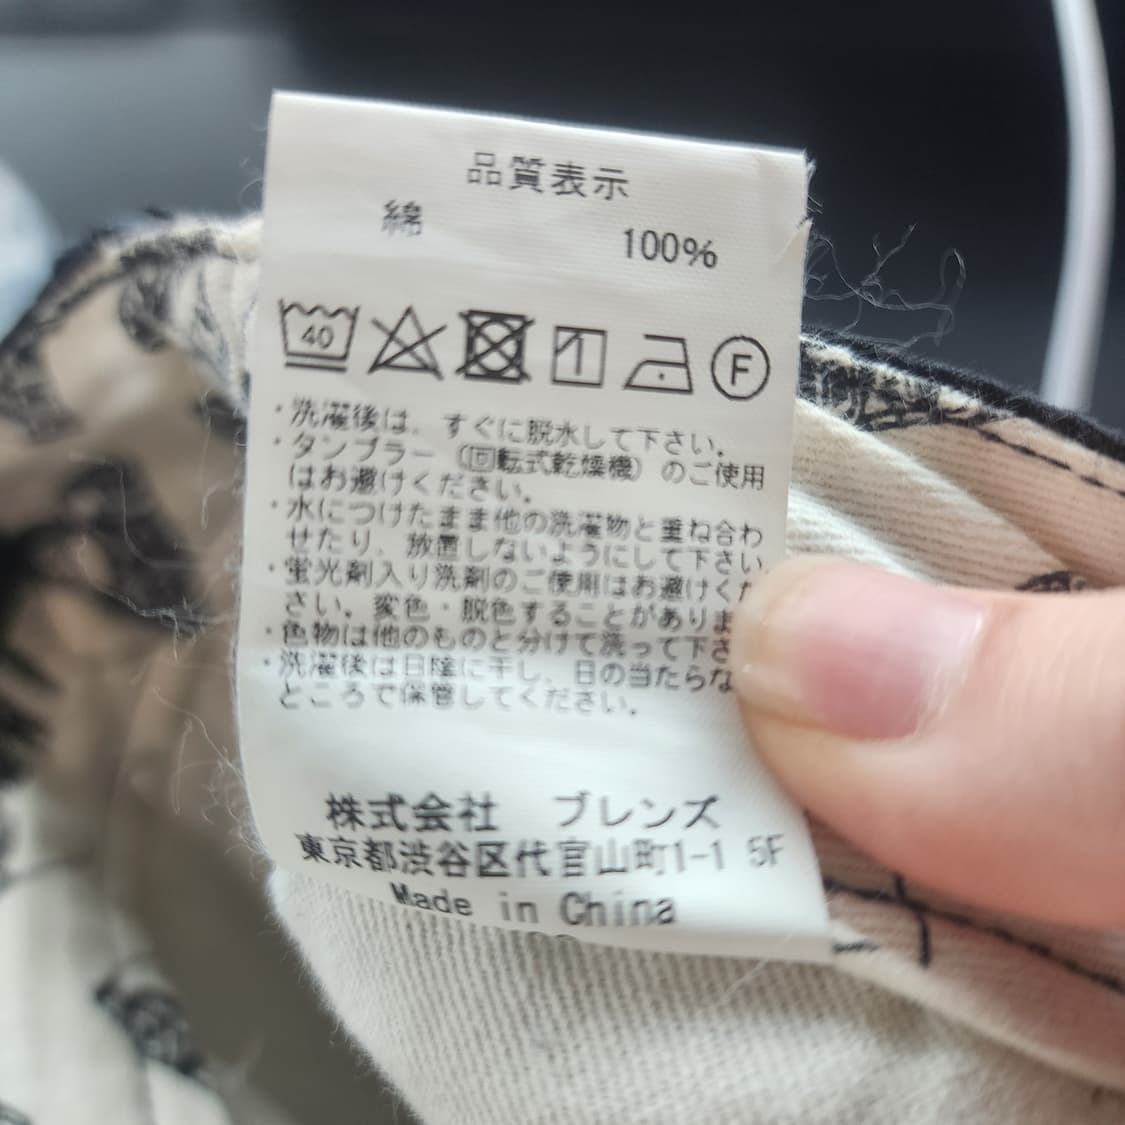 品質表示
綿 100%
40
F
・洗濯後は、すぐに脱水して下さい。
・タンブラー（回転式乾燥機）のご使用
はお避けください。
・水につけたまま他の洗濯物と重ね合わ
せたり、放置しないようにして下さい
・蛍光剤入り洗剤のご使用はお避けくだ
さい。変色・脱色することがありま
・色物は他のものと分けて洗って下さ
・洗濯後は日陰に干し、日の当たらな
ところで保管してください。
株式会社 ブレンズ
東京都渋谷区代官山町1-1 5F
Made in China